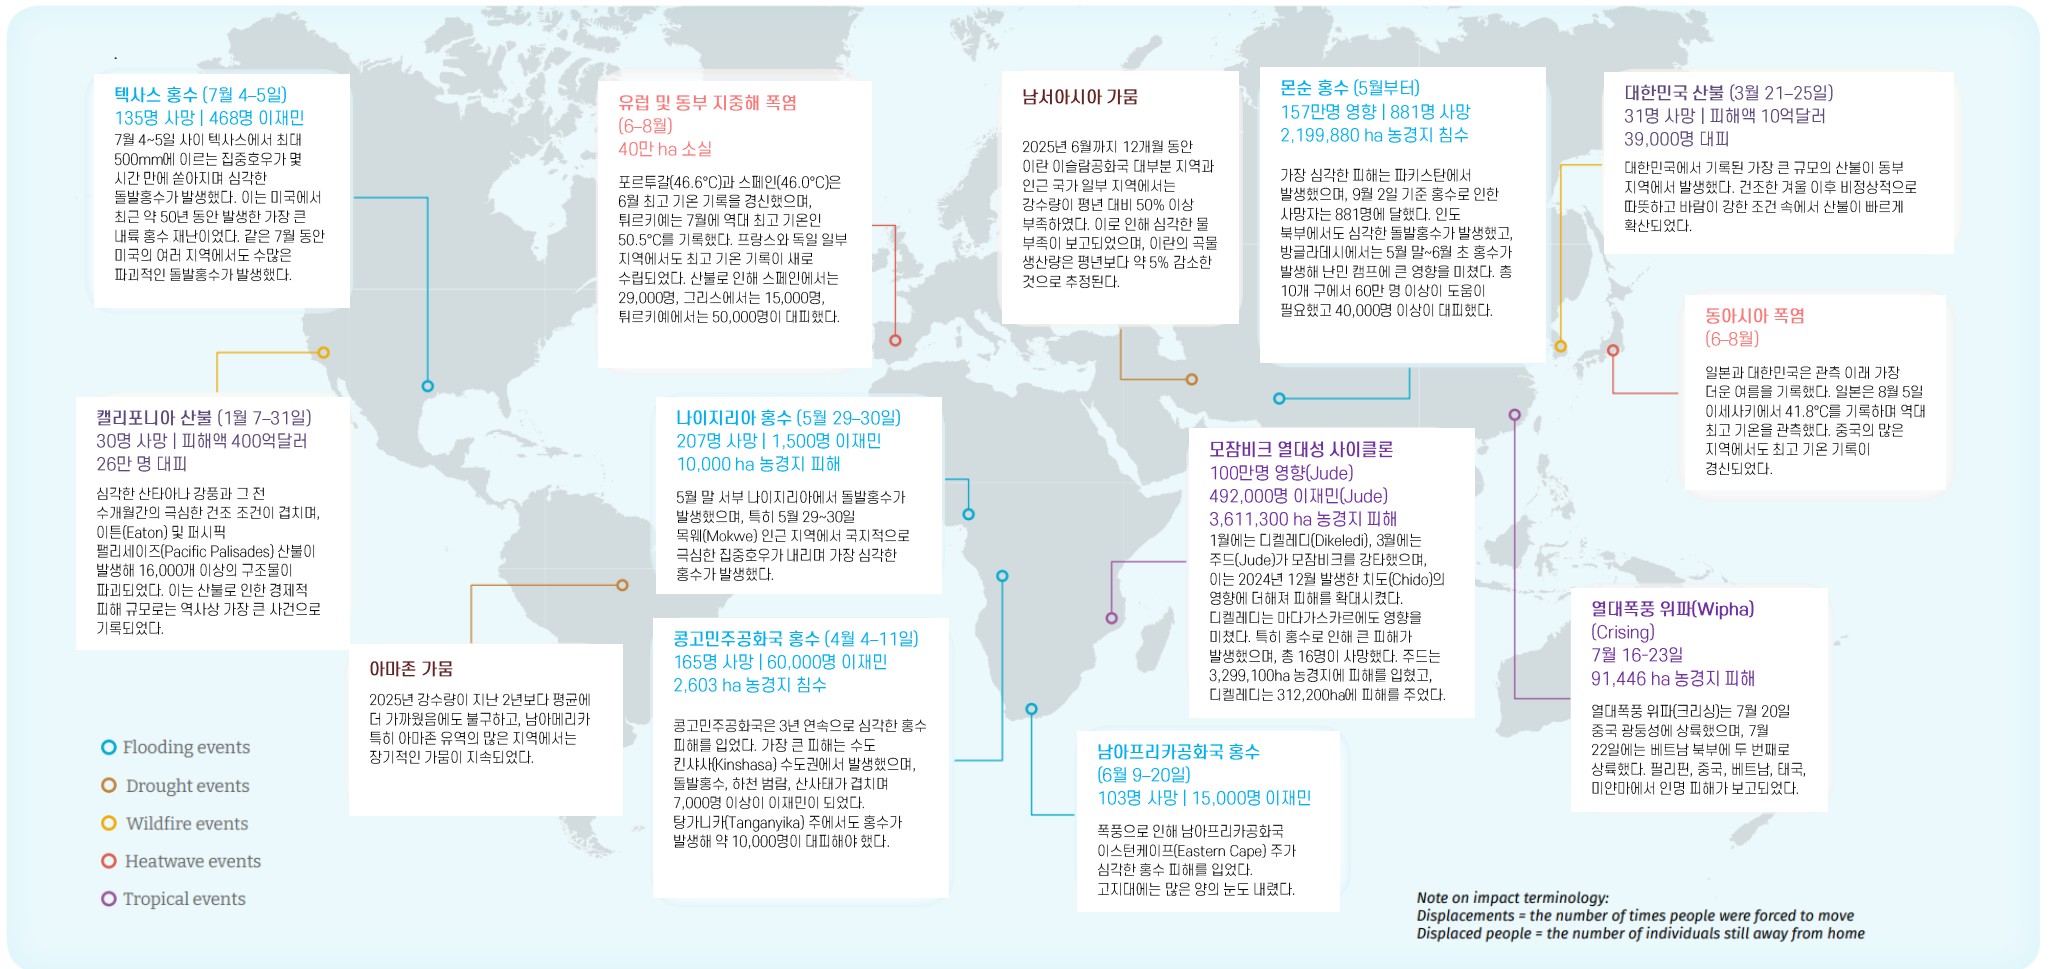 텍사스 홍수 (7월 4–5일)
135명 사망 | 468명 이재민
7월 4~5일 사이 텍사스에서 최대
500mm에 이르는 집중호우가 몇
시간 만에 쏟아지며 심각한
돌발홍수가 발생했다. 이는 미국에서
최근 약 50년 동안 발생한 가장 큰
내륙 홍수 재난이었다. 같은 7월 동안
미국의 여러 지역에서도 수많은
파괴적인 돌발홍수가 발생했다.
유럽 및 동부 지중해 폭염
(6–8월)
40만 ha 소실
포르투갈(46.6°C)과 스페인(46.0°C)은
6월 최고 기온 기록을 경신했으며,
튀르키예는 7월에 역대 최고 기온인
50.5°C를 기록했다. 프랑스와 독일 일부
지역에서도 최고 기온 기록이 새로
수립되었다. 산불로 인해 스페인에서는
29,000명, 그리스에서는 15,000명,
튀르키예에서는 50,000명이 대피했다.
남서아시아 가뭄
2025년 6월까지 12개월 동안
이란 이슬람공화국 대부분 지역과
인근 국가 일부 지역에서는
강수량이 평년 대비 50% 이상
부족하였다. 이로 인해 심각한 물
부족이 보고되었으며, 이란의 곡물
생산량은 평년보다 약 5% 감소한
것으로 추정된다.
몬순 홍수 (5월부터)
157만명 영향 | 881명 사망
2,199,880 ha 농경지 침수
가장 심각한 피해는 파키스탄에서
발생했으며, 9월 2일 기준 홍수로 인한
사망자는 881명에 달했다. 인도
북부에서도 심각한 돌발홍수가 발생했고,
방글라데시에서는 5월 말~6월 초 홍수가
발생해 난민 캠프에 큰 영향을 미쳤다. 총
10개 구에서 60만 명 이상이 도움이
필요했고 40,000명 이상이 대피했다.
대한민국 산불 (3월 21–25일)
31명 사망 | 피해액 10억달러
39,000명 대피
대한민국에서 기록된 가장 큰 규모의 산불이 동부
지역에서 발생했다. 건조한 겨울 이후 비정상적으로
따뜻하고 바람이 강한 조건 속에서 산불이 빠르게
확산되었다.
동아시아 폭염
(6–8월)
일본과 대한민국은 관측 이래 가장
더운 여름을 기록했다. 일본은 8월 5일
이세사키에서 41.8°C를 기록하며 역대
최고 기온을 관측했다. 중국의 많은
지역에서도 최고 기온 기록이
경신되었다.
캘리포니아 산불 (1월 7–31일)
30명 사망 | 피해액 400억달러
26만 명 대피
심각한 산타아나 강풍과 그 전
수개월간의 극심한 건조 조건이 겹치며,
이튼(Eaton) 및 퍼시픽
팰리세이즈(Pacific Palisades) 산불이
발생해 16,000개 이상의 구조물이
파괴되었다. 이는 산불로 인한 경제적
피해 규모로는 역사상 가장 큰 사건으로
기록되었다.
나이지리아 홍수 (5월 29–30일)
207명 사망 | 1,500명 이재민
10,000 ha 농경지 피해
5월 말 서부 나이지리아에서 돌발홍수가
발생했으며, 특히 5월 29~30일
목웨(Mokwe) 인근 지역에서 국지적으로
극심한 집중호우가 내리며 가장 심각한
홍수가 발생했다.
모잠비크 열대성 사이클론
100만명 영향(Jude)
492,000명 이재민(Jude)
3,611,300 ha 농경지 피해
1월에는 디켈레디(Dikeledi), 3월에는
주드(Jude)가 모잠비크를 강타했으며,
이는 2024년 12월 발생한 치도(Chido)의
영향에 더해져 피해를 확대시켰다.
디켈레디는 마다가스카르에도 영향을
미쳤다. 특히 홍수로 인해 큰 피해가
발생했으며, 총 16명이 사망했다. 주드는
3,299,100ha 농경지에 피해를 입혔고,
디켈레디는 312,200ha에 피해를 주었다.
열대폭풍 위파(Wipha)
(Crising)
7월 16-23일
91,446 ha 농경지 피해
열대폭풍 위파(크리싱)는 7월 20일
중국 광둥성에 상륙했으며, 7월
22일에는 베트남 북부에 두 번째로
상륙했다. 필리핀, 중국, 베트남, 태국,
미얀마에서 인명 피해가 보고되었다.
아마존 가뭄
2025년 강수량이 지난 2년보다 평균에
더 가까웠음에도 불구하고, 남아메리카
특히 아마존 유역의 많은 지역에서는
장기적인 가뭄이 지속되었다.
콩고민주공화국 홍수 (4월 4–11일)
165명 사망 | 60,000명 이재민
2,603 ha 농경지 침수
콩고민주공화국은 3년 연속으로 심각한 홍수
피해를 입었다. 가장 큰 피해는 수도
킨샤사(Kinshasa) 수도권에서 발생했으며,
돌발홍수, 하천 범람, 산사태가 겹치며
7,000명 이상이 이재민이 되었다.
탕가니카(Tanganyika) 주에서도 홍수가
발생해 약 10,000명이 대피해야 했다.
남아프리카공화국 홍수
(6월 9–20일)
103명 사망 | 15,000명 이재민
폭풍으로 인해 남아프리카공화국
이스턴케이프(Eastern Cape) 주가
심각한 홍수 피해를 입었다.
고지대에는 많은 양의 눈도 내렸다.
Flooding events
Drought events
Wildfire events
Heatwave events
Tropical events
Note on impact terminology:
Displacements = the number of times people were forced to move
Displaced people = the number of individuals still away from home